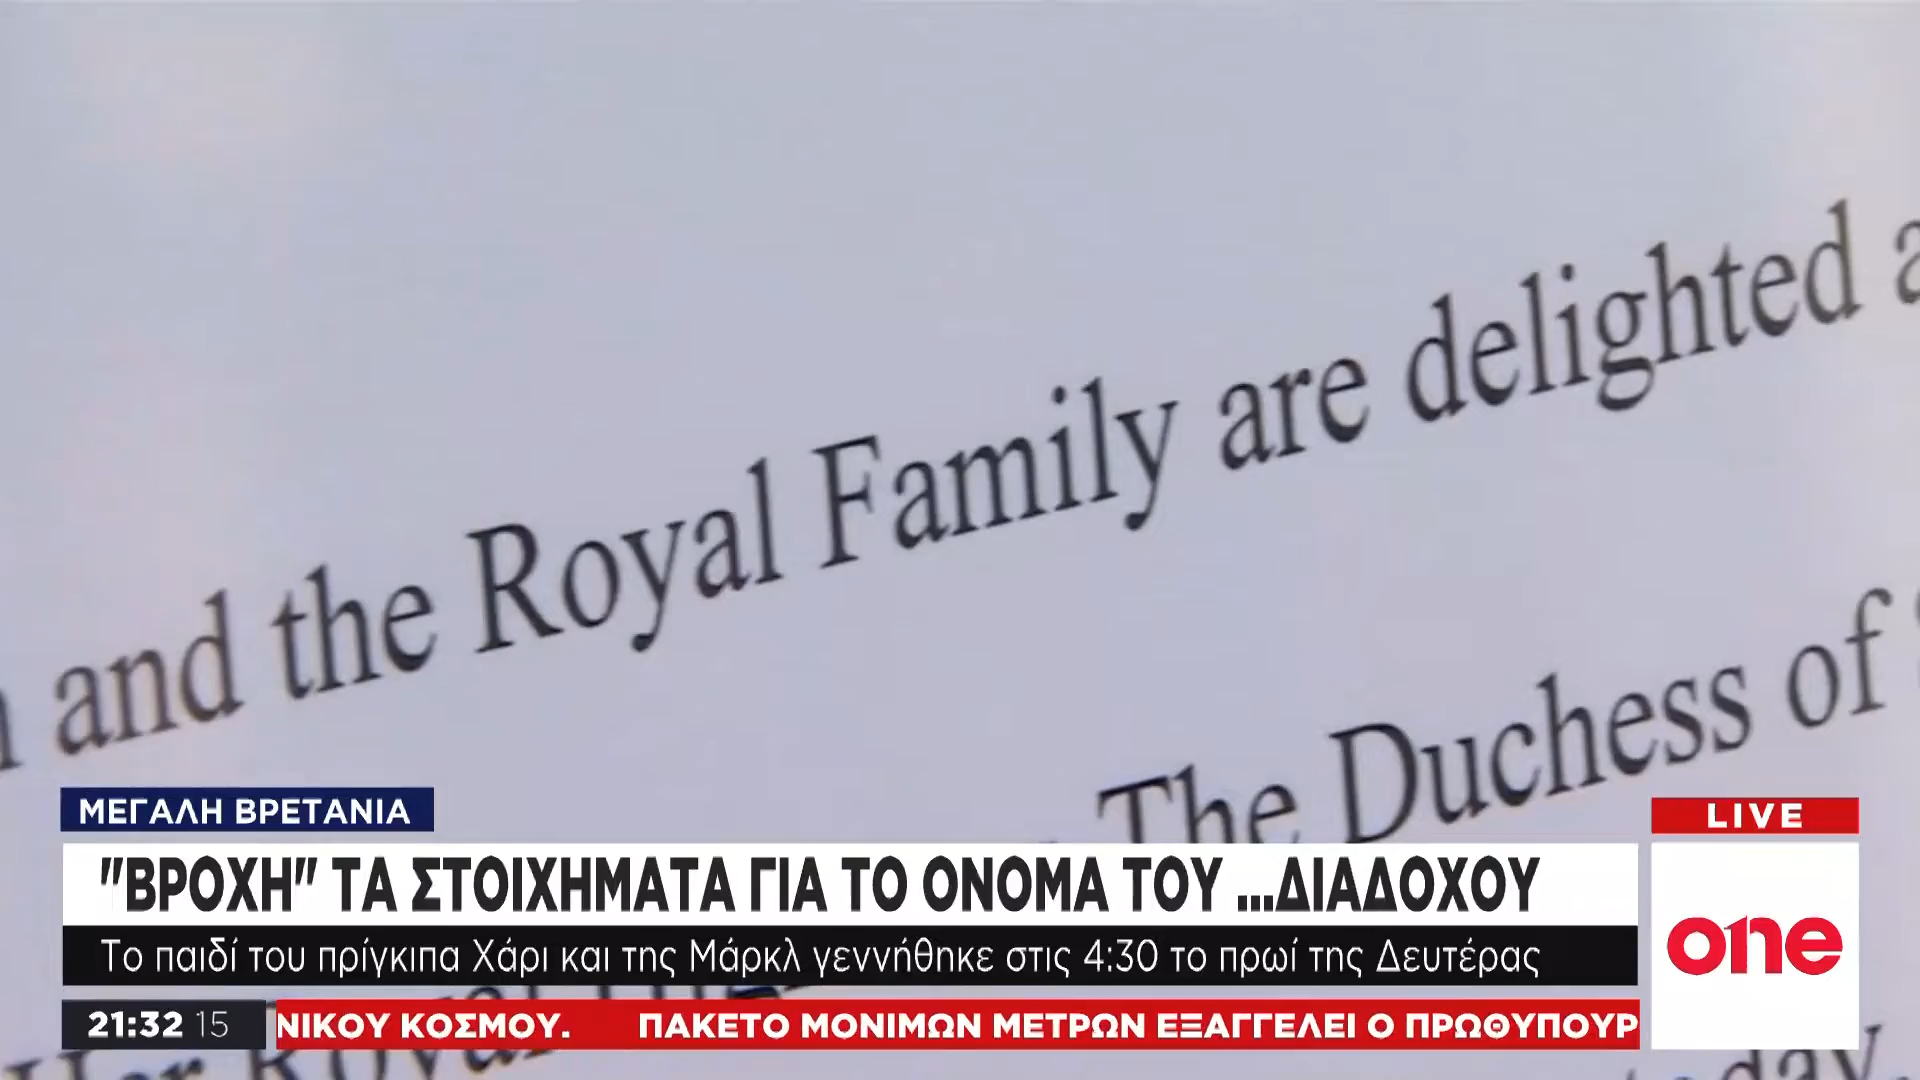 and the Royal Family are delighted
The Duchess of
ΜΕΓΑΛΗ ΒΡΕΤΑΝΙΑ
LIVE
"ΒΡΟΧΗ" ΤΑ ΣΤΟΙΧΗΜΑΤΑ ΓΙΑ ΤΟ ΟΝΟΜΑ ΤΟΥ ...ΔΙΑΔΟΧΟΥ
Το παιδί του πρίγκιπα Χάρι και της Μάρκλ γεννήθηκε στις 4:30 το πρωί της Δευτέρας
one
21:32 15
ΝΙΚΟΥ ΚΟΣΜΟΥ. ΠΑΚΕΤΟ ΜΟΝΙΜΩΝ ΜΕΤΡΩΝ ΕΞΑΓΓΕΛΕΙ Ο ΠΡΩΘΥΠΟΥΡ